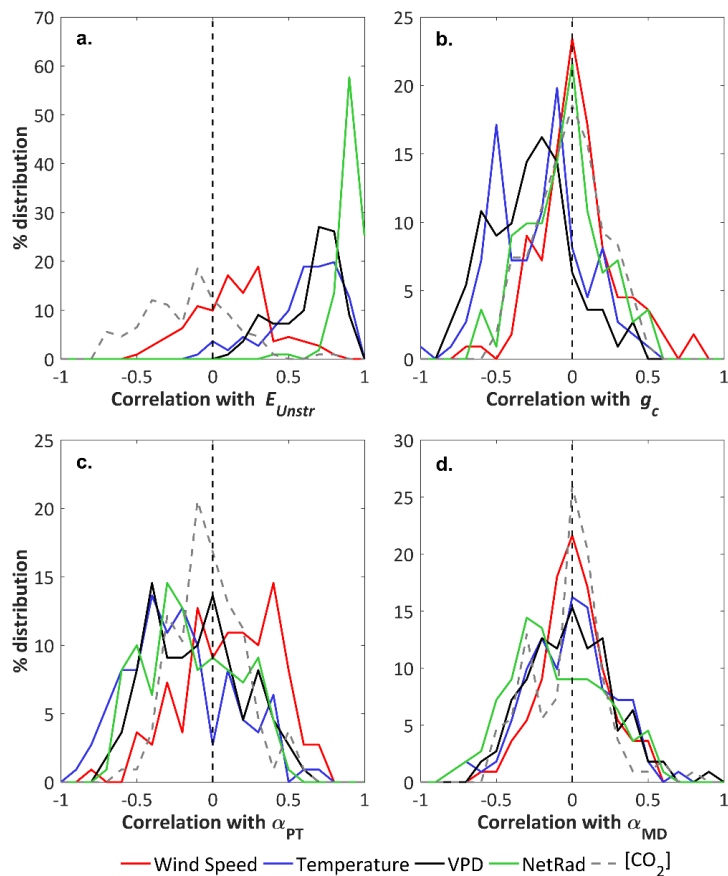 a.
70
60
50
40
30
20
10
0
% distribution
-1 -0.5 0 0.5 1
Correlation with E_Unstr
b.
25
20
15
10
5
0
-1 -0.5 0 0.5 1
Correlation with g_c
c.
25
20
15
10
5
0
% distribution
-1 -0.5 0 0.5 1
Correlation with α_PT
d.
30
25
20
15
10
5
0
-1 -0.5 0 0.5 1
Correlation with α_MD
Wind Speed Temperature VPD NetRad [CO₂]